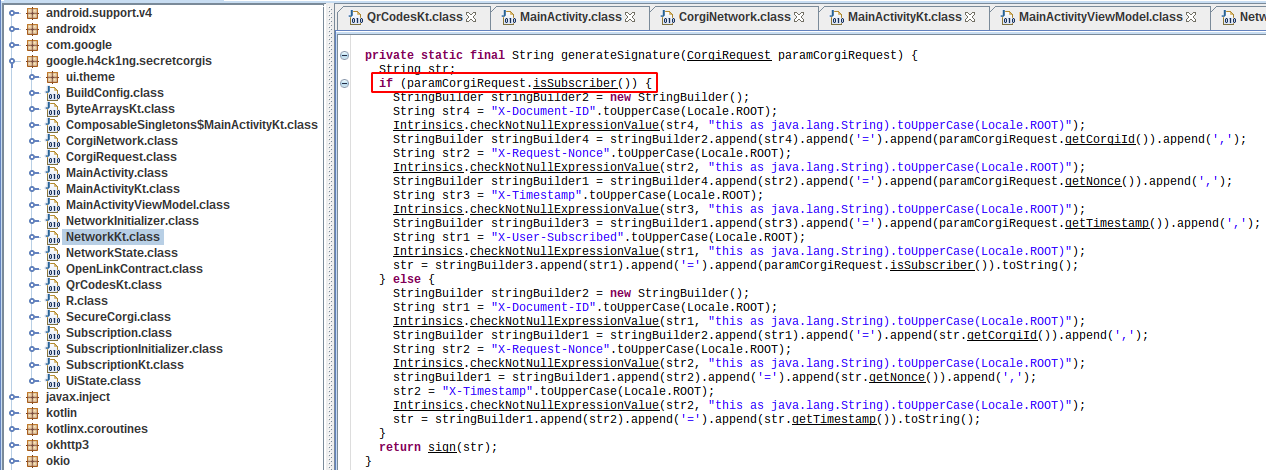 android.support.v4
androidx
com.google
google.h4ck1ng.secretcorgis
ui.theme
BuildConfig.class
ByteArraysKt.class
ComposableSingletons$MainActivityKt.class
CorgiNetwork.class
CorgiRequest.class
MainActivity.class
MainActivityKt.class
MainActivityViewModel.class
NetworkInitializer.class
NetworkKt.class
NetworkState.class
OpenLinkContract.class
QrCodesKt.class
R.class
SecureCorgi.class
Subscription.class
SubscriptionInitializer.class
SubscriptionKt.class
UiState.class
javax.inject
kotlin
kotlinx.coroutines
okhttp3
okio
QrCodesKt.class MainActivity.class CorgiNetwork.class MainActivityKt.class MainActivityViewModel.class Netw
private static final String generateSignature(CorgiRequest paramCorgiRequest) {
String str;
if (paramCorgiRequest.isSubscriber()) {
StringBuilder stringBuilder2 = new StringBuilder();
String str4 = "X-Document-ID".toUpperCase(Locale.ROOT);
Intrinsics.checkNotNullExpressionValue(str4, "this as java.lang.String).toUpperCase(Locale.ROOT)");
StringBuilder stringBuilder4 = stringBuilder2.append(str4).append('=').append(paramCorgiRequest.getCorgiId()).append(',');
String str2 = "X-Request-Nonce".toUpperCase(Locale.ROOT);
Intrinsics.checkNotNullExpressionValue(str2, "this as java.lang.String).toUpperCase(Locale.ROOT)");
StringBuilder stringBuilder1 = stringBuilder4.append(str2).append('=').append(paramCorgiRequest.getNonce()).append(',');
String str3 = "X-Timestamp".toUpperCase(Locale.ROOT);
Intrinsics.checkNotNullExpressionValue(str3, "this as java.lang.String).toUpperCase(Locale.ROOT)");
StringBuilder stringBuilder3 = stringBuilder1.append(str3).append('=').append(paramCorgiRequest.getTimestamp()).append(',');
String str1 = "X-User-Subscribed".toUpperCase(Locale.ROOT);
Intrinsics.checkNotNullExpressionValue(str1, "this as java.lang.String).toUpperCase(Locale.ROOT)");
str = stringBuilder3.append(str1).append('=').append(paramCorgiRequest.isSubscriber()).toString();
} else {
StringBuilder stringBuilder2 = new StringBuilder();
String str1 = "X-Document-ID".toUpperCase(Locale.ROOT);
Intrinsics.checkNotNullExpressionValue(str1, "this as java.lang.String).toUpperCase(Locale.ROOT)");
StringBuilder stringBuilder1 = stringBuilder2.append(str1).append('=').append(str.getCorgiId()).append(',');
String str2 = "X-Request-Nonce".toUpperCase(Locale.ROOT);
Intrinsics.checkNotNullExpressionValue(str2, "this as java.lang.String).toUpperCase(Locale.ROOT)");
stringBuilder1 = stringBuilder1.append(str2).append('=').append(str.getNonce()).append(',');
str2 = "X-Timestamp".toUpperCase(Locale.ROOT);
Intrinsics.checkNotNullExpressionValue(str2, "this as java.lang.String).toUpperCase(Locale.ROOT)");
str = stringBuilder1.append(str2).append('=').append(str.getTimestamp()).toString();
}
return sign(str);
}